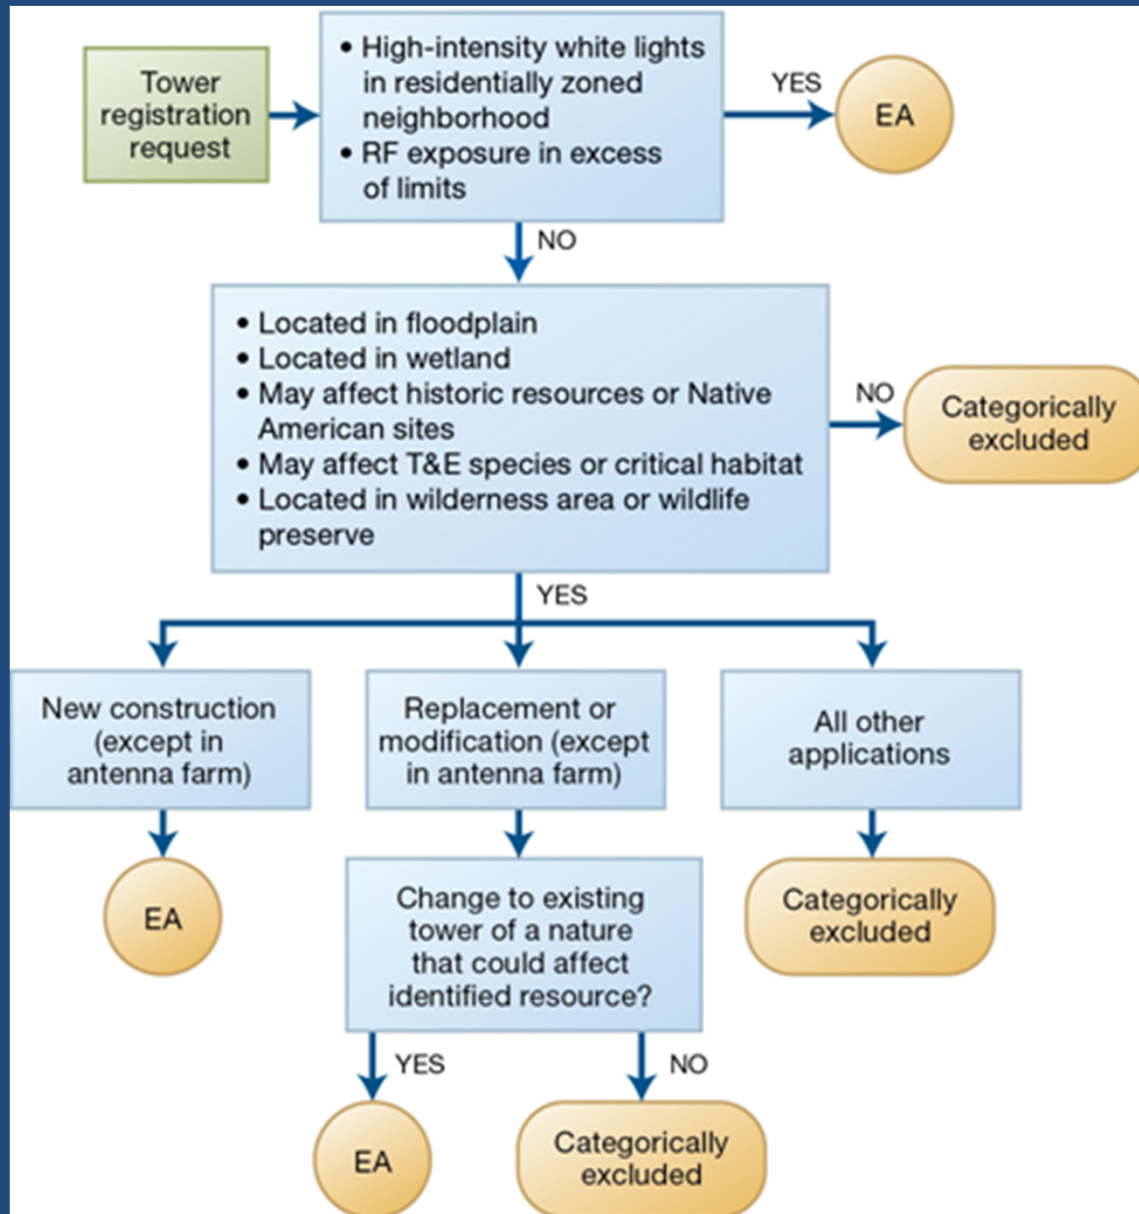 Tower
registration
request
• High-intensity white lights
in residentially zoned
neighborhood
• RF exposure in excess
of limits
YES
EA
NO
• Located in floodplain
• Located in wetland
• May affect historic resources or Native
American sites
• May affect T&E species or critical habitat
• Located in wilderness area or wildlife
preserve
NO
Categorically
excluded
YES
New construction
(except in
antenna farm)
Replacement or
modification (except
in antenna farm)
All other
applications
EA
Change to existing
tower of a nature
that could affect
identified resource?
Categorically
excluded
YES
NO
EA
Categorically
excluded